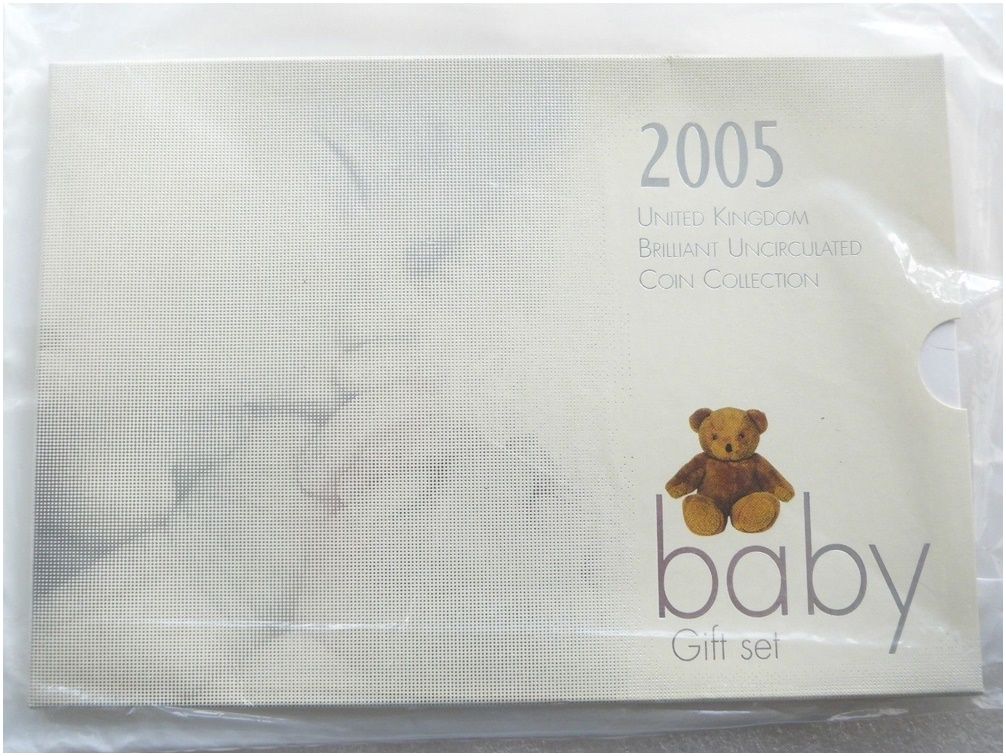 2005
UNITED KINGDOM
BRILLIANT UNCIRCULATED
COIN COLLECTION
baby
Gift set